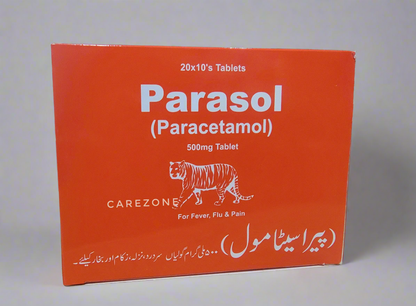 20x10's Tablets
Parasol
(Paracetamol)
500mg Tablet
CAREZONE
For Fever, Flu & Pain
(پیراسیٹامول)
۵۰۰ ملی گرام گولیاں سر درد، نزلہ، زکام اور بخار کیلئے۔